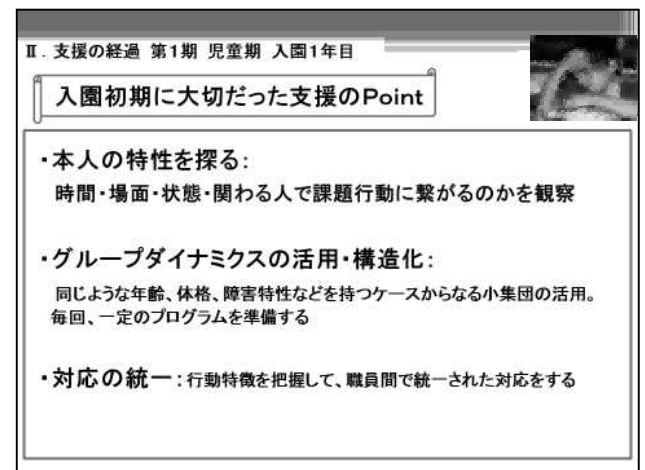 Ⅱ．支援の経過 第1期 児童期 入園1年目
入園初期に大切だった支援のPoint
・本人の特性を探る：
時間・場面・状態・関わる人で課題行動に繋がるのかを観察
・グループダイナミクスの活用・構造化：
同じような年齢、体格、障害特性などを持つケースからなる小集団の活用。
毎回、一定のプログラムを準備する
・対応の統一：行動特徴を把握して、職員間で統一された対応をする